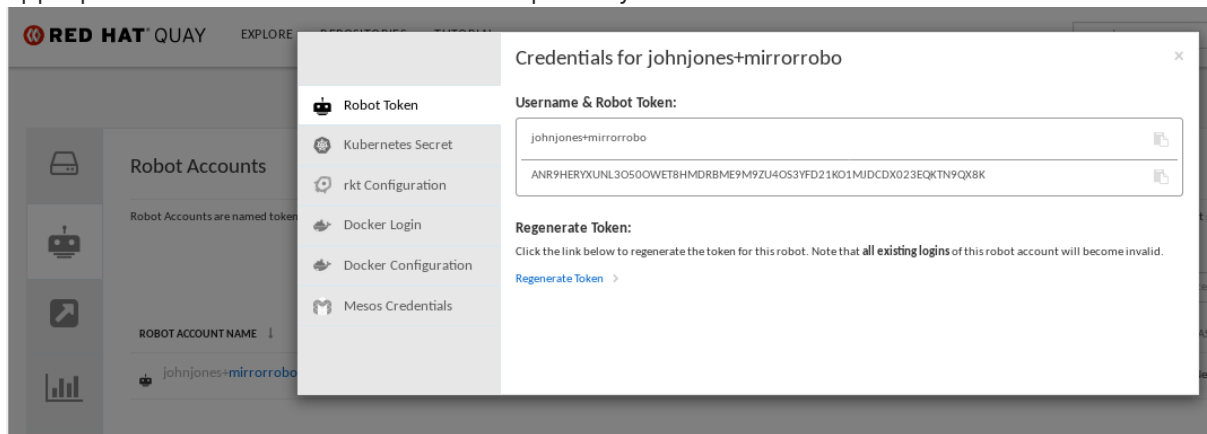 RED HAT QUAY EXPLORE REPOSITORIES TUTORIAL
Credentials for johnjones+mirrorrobo
Robot Token
Kubernetes Secret
rkt Configuration
Docker Login
Docker Configuration
Mesos Credentials
Username & Robot Token:
johnjones+mirrorrobo
ANR9HERYXUNL3O50OWET8HMDRBME9M9ZU4OS3YFD21KO1MJDCDX023EQKTN9QX8K
Regenerate Token:
Click the link below to regenerate the token for this robot. Note that all existing logins of this robot account will become invalid.
Regenerate Token
Robot Accounts
Robot Accounts are named token
ROBOT ACCOUNT NAME
johnjones+mirrorrobo